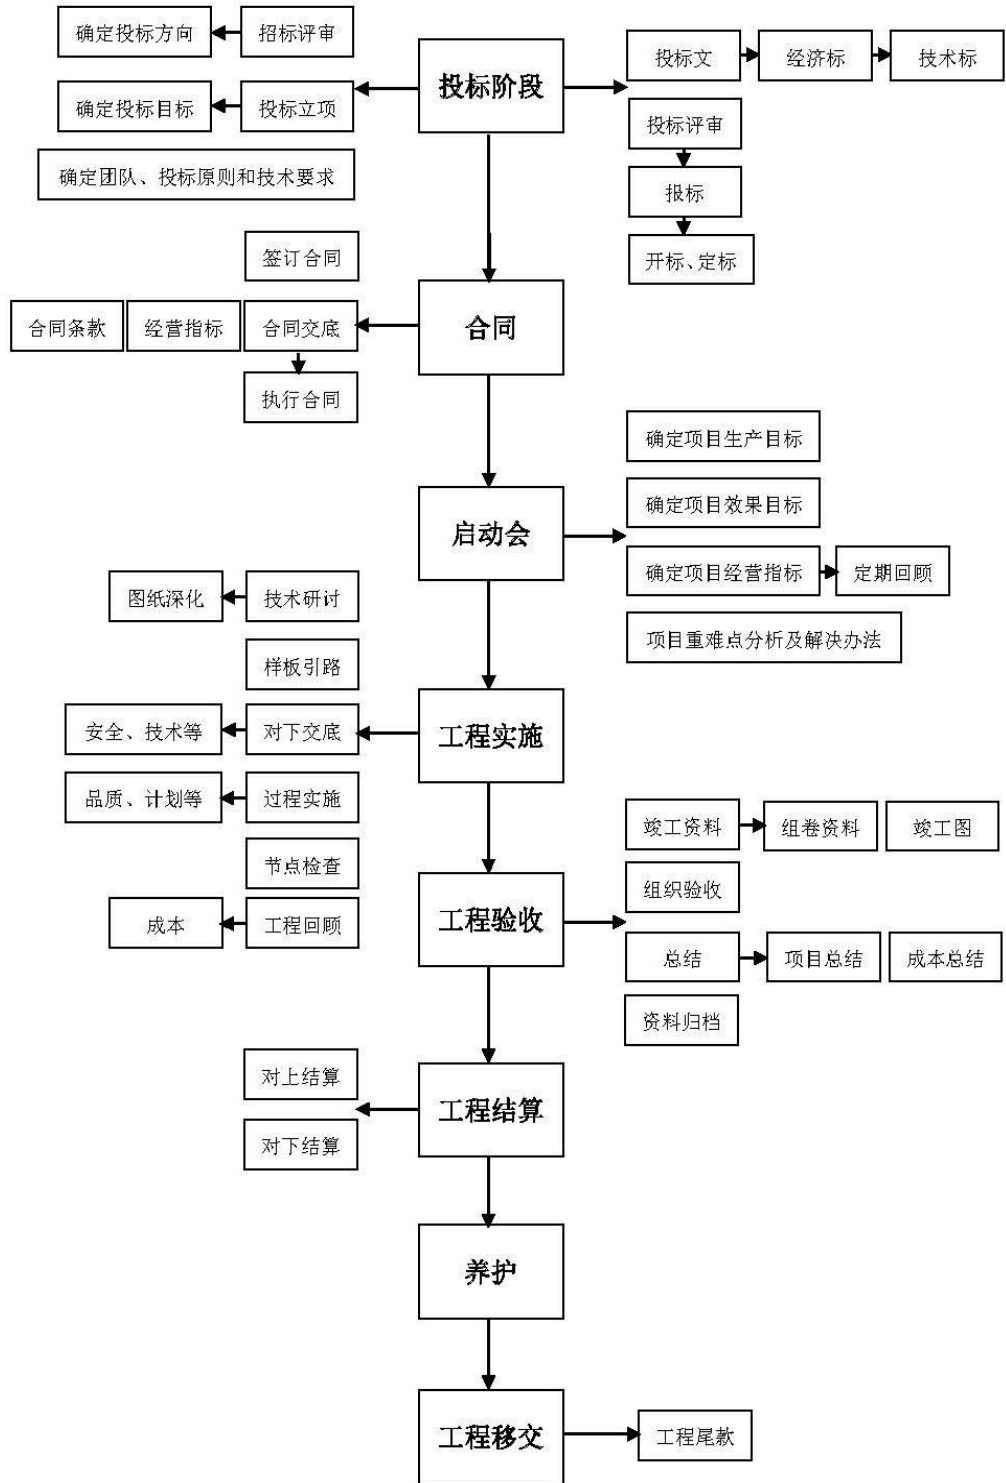 确定投标方向
招标评审
投标阶段
投标文
经济标
技术标
确定投标目标
投标立项
投标评审
确定团队、投标原则和技术要求
报标
开标、定标
签订合同
合同
合同条款
经营指标
合同交底
执行合同
启动会
确定项目生产目标
确定项目效果目标
确定项目经营指标
定期回顾
项目重难点分析及解决办法
图纸深化
技术研讨
样板引路
工程实施
安全、技术等
对下交底
品质、计划等
过程实施
节点检查
成本
工程回顾
工程验收
竣工资料
组卷资料
竣工图
组织验收
总结
项目总结
成本总结
资料归档
对上结算
工程结算
对下结算
养护
工程移交
工程尾款